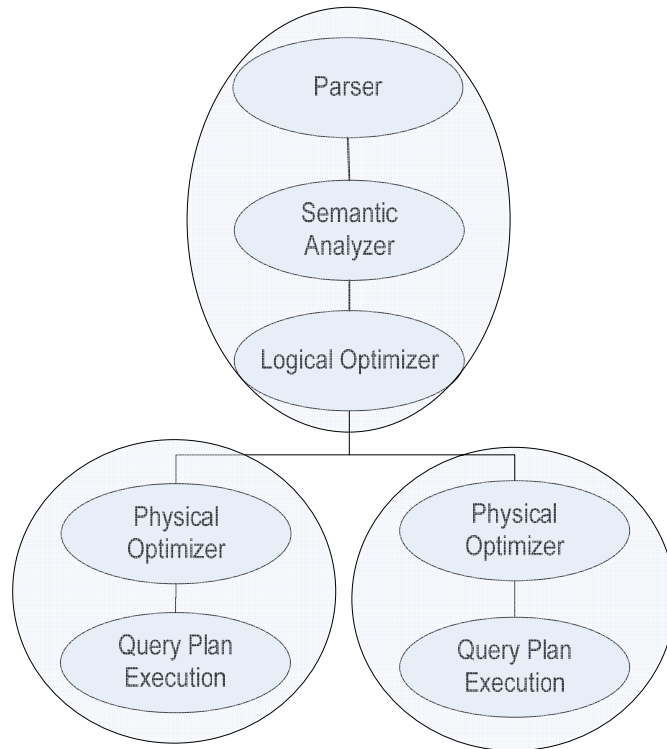 Parser
Semantic
Analyzer
Logical Optimizer
Physical
Optimizer
Query Plan
Execution
Physical
Optimizer
Query Plan
Execution